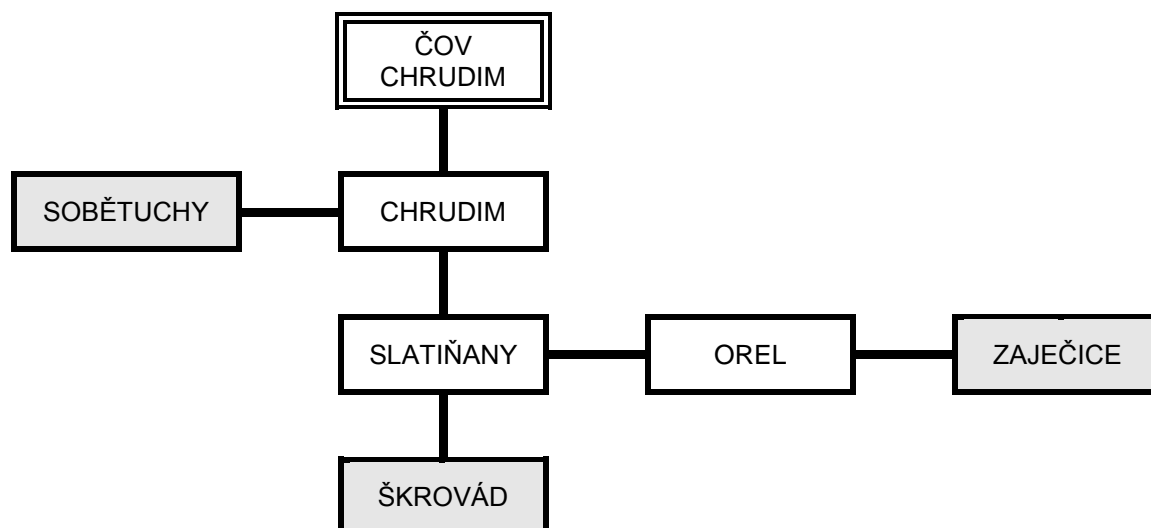 ČOV
CHRUDIM
SOBĚTUCHY
CHRUDIM
SLATIŇANY
OREL
ZAJEČICE
ŠKROVÁD